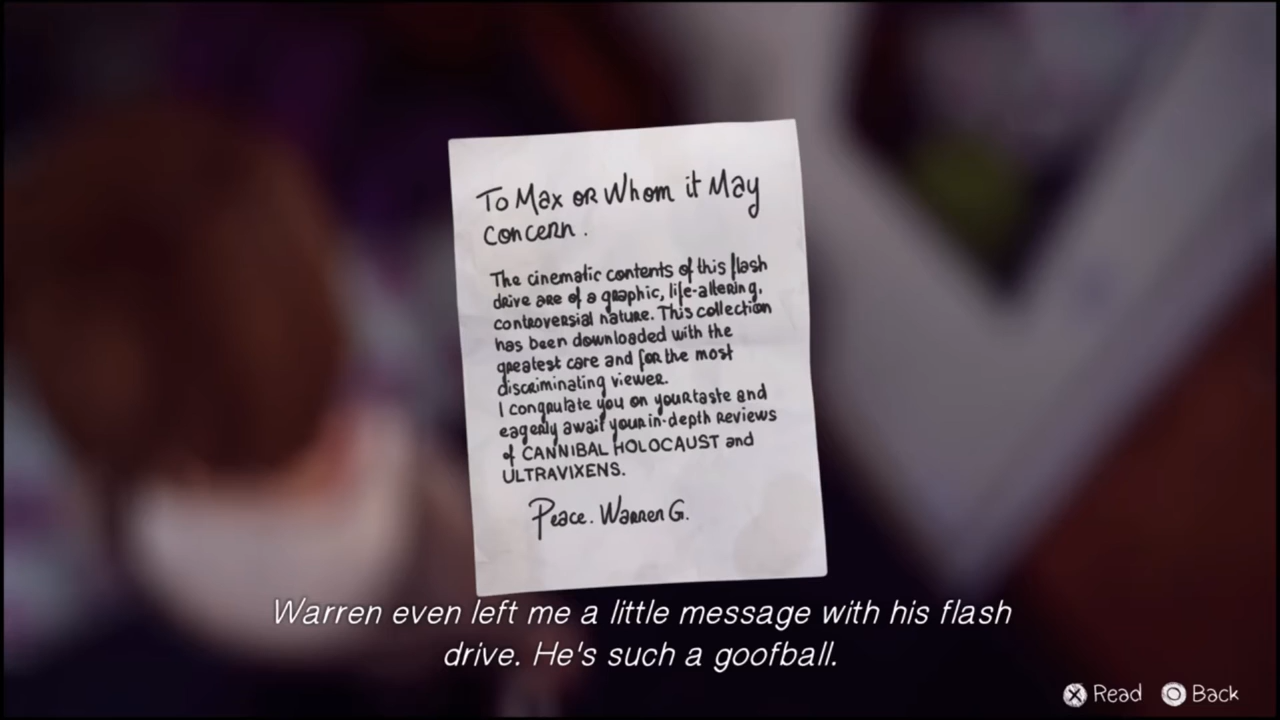 To Max or Whom it May
Concern.
The cinematic contents of this flash
drive are of a graphic, life-altering,
controversial nature. This collection
has been downloaded with the
greatest care and for the most
discriminating viewer.
I congrulate you on your taste and
eagerly await your in-depth reviews
of CANNIBAL HOLOCAUST and
ULTRAVIXENS.
Peace. Warren G.
Warren even left me a little message with his flash
drive. He's such a goofball.
Read Back